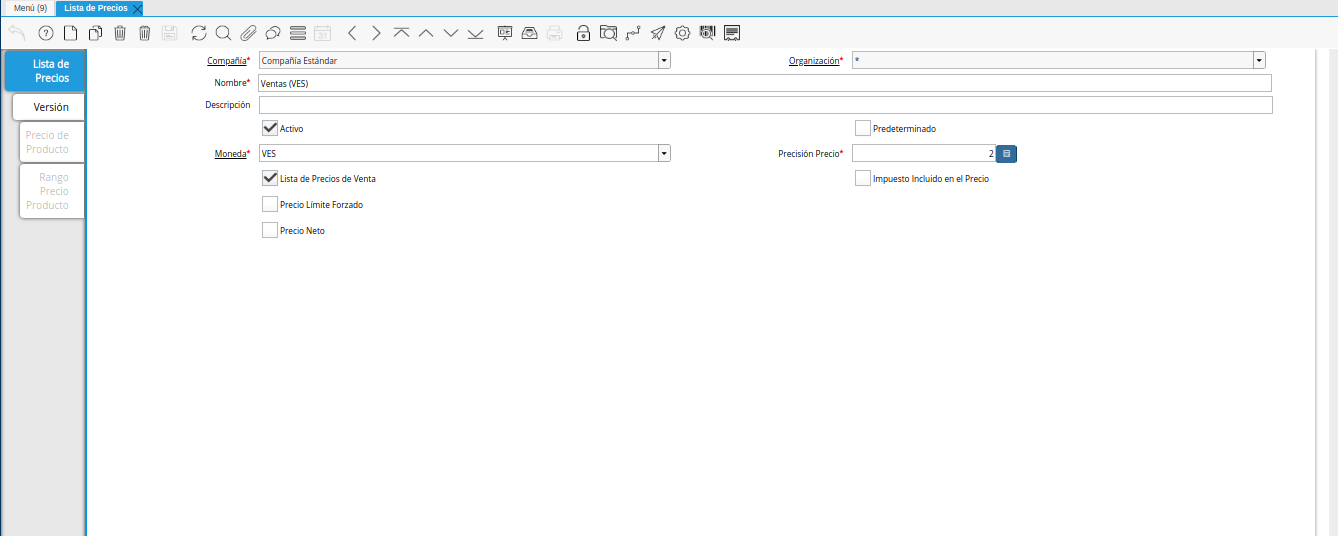 Menú (9) Lista de Precios
31
Lista de
Precios
Versión
Precio de
Producto
Rango
Precio
Producto
Compañía* Compañía Estándar Organización* *
Nombre* Ventas (VES)
Descripción
Activo Predeterminado
Moneda* VES Precisión Precio* 2
Lista de Precios de Venta Impuesto Incluido en el Precio
Precio Límite Forzado
Precio Neto